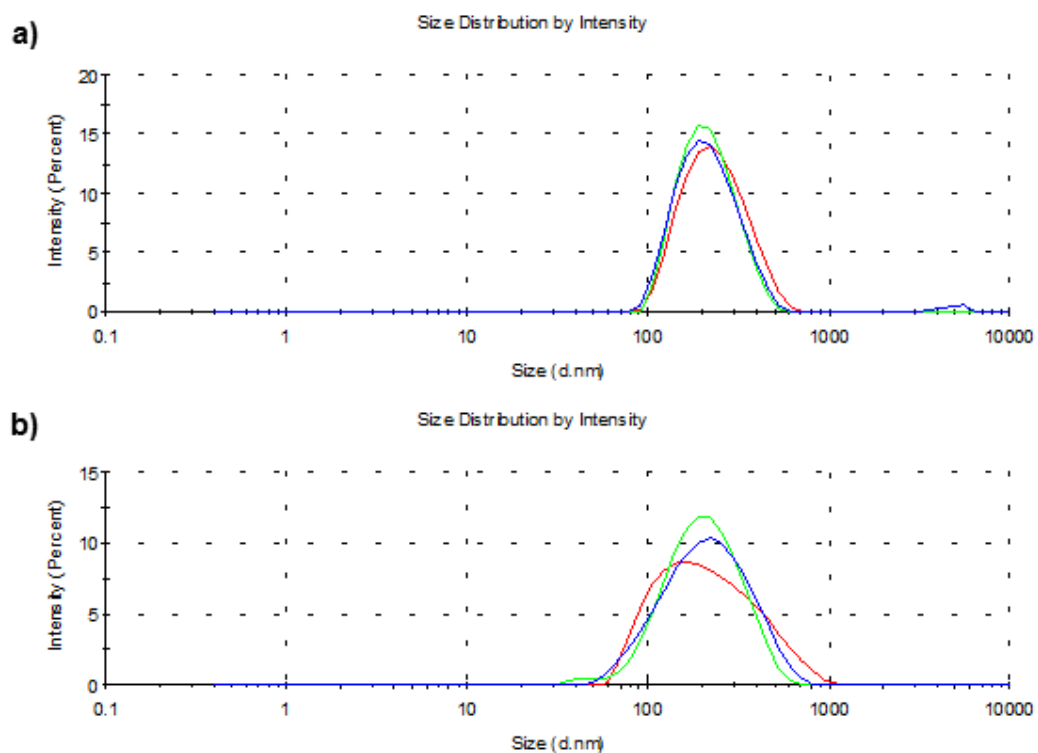 a)
Size Distribution by Intensity
20
15
10
5
0
Intensity (Percent)
0.1 1 10 100 1000 10000
Size (d.nm)
b)
Size Distribution by Intensity
15
10
5
0
Intensity (Percent)
0.1 1 10 100 1000 10000
Size (d.nm)